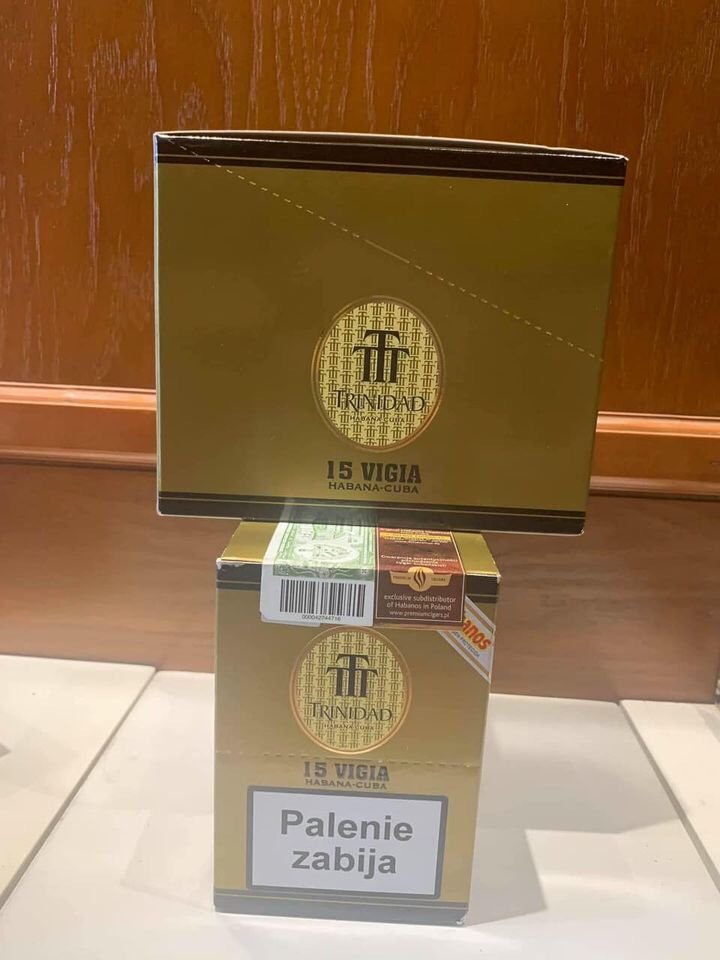 TRINIDAD
HABANA CUBA
15 VIGIA
HABANA-CUBA
exclusive subdistributor
of Habanos in Poland
www.premiumcigars.pl
TRINIDAD
HABANA CUBA
15 VIGIA
HABANA-CUBA
Palenie
zabija